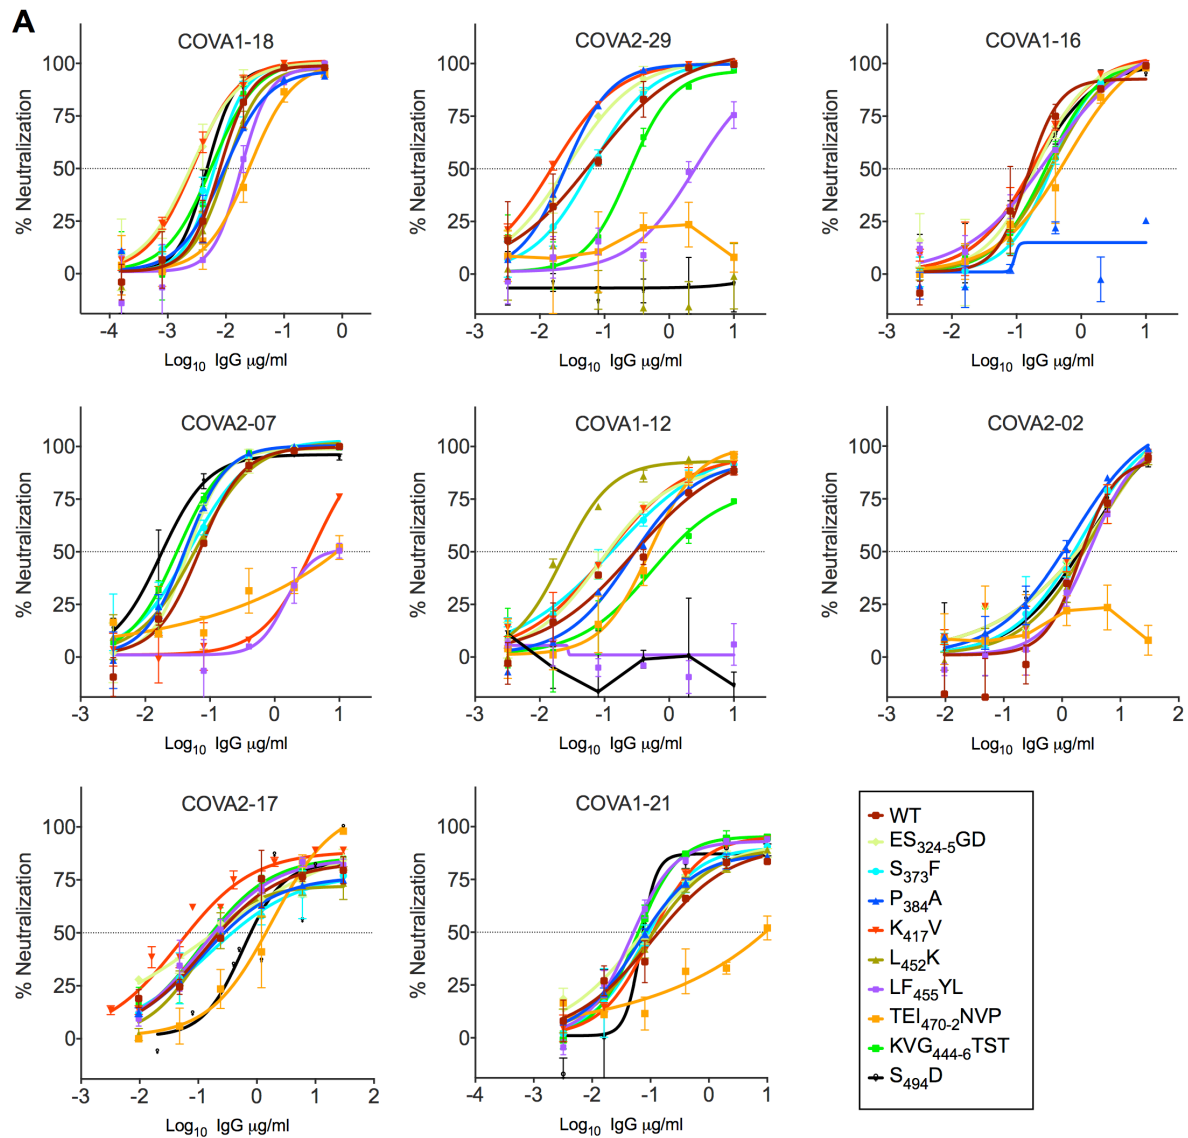 A
COVA1-18
% Neutralization
100
75
50
25
0
-4 -3 -2 -1 0
Log10 IgG μg/ml
COVA2-29
% Neutralization
100
75
50
25
0
-3 -2 -1 0 1
Log10 IgG μg/ml
COVA1-16
% Neutralization
100
75
50
25
0
-3 -2 -1 0 1
Log10 IgG μg/ml
COVA2-07
% Neutralization
100
75
50
25
0
-3 -2 -1 0 1
Log10 IgG μg/ml
COVA1-12
% Neutralization
100
75
50
25
0
-3 -2 -1 0 1
Log10 IgG μg/ml
COVA2-02
% Neutralization
100
75
50
25
0
-3 -2 -1 0 1 2
Log10 IgG μg/ml
COVA2-17
% Neutralization
100
75
50
25
0
-3 -2 -1 0 1 2
Log10 IgG μg/ml
COVA1-21
% Neutralization
100
75
50
25
0
-4 -3 -2 -1 0 1
Log10 IgG μg/ml
WT
ES324-5GD
S373F
P384A
K417V
L452K
LF455YL
TEI470-2NVP
KVG444-6TST
S494D